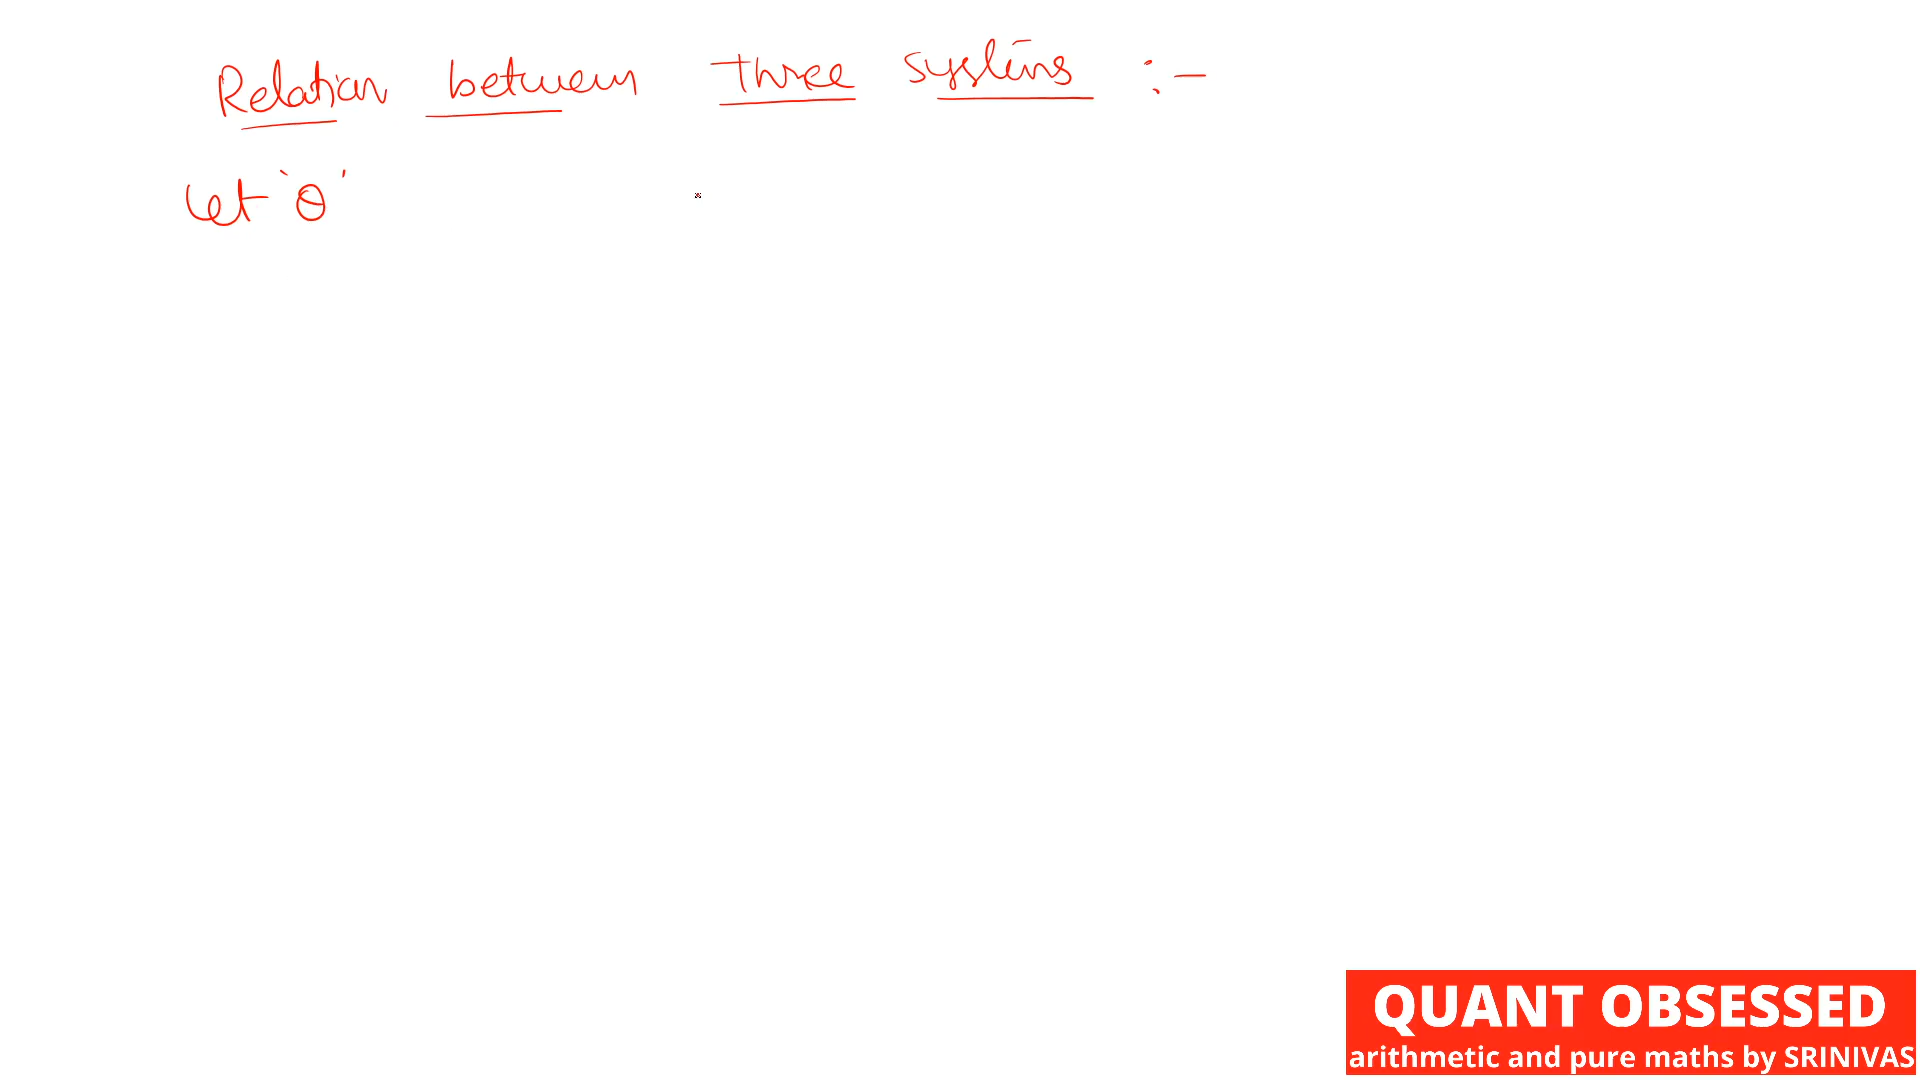 Relation between three systems :-
Let 'θ'
QUANT OBSESSED
arithmetic and pure maths by SRINIVAS